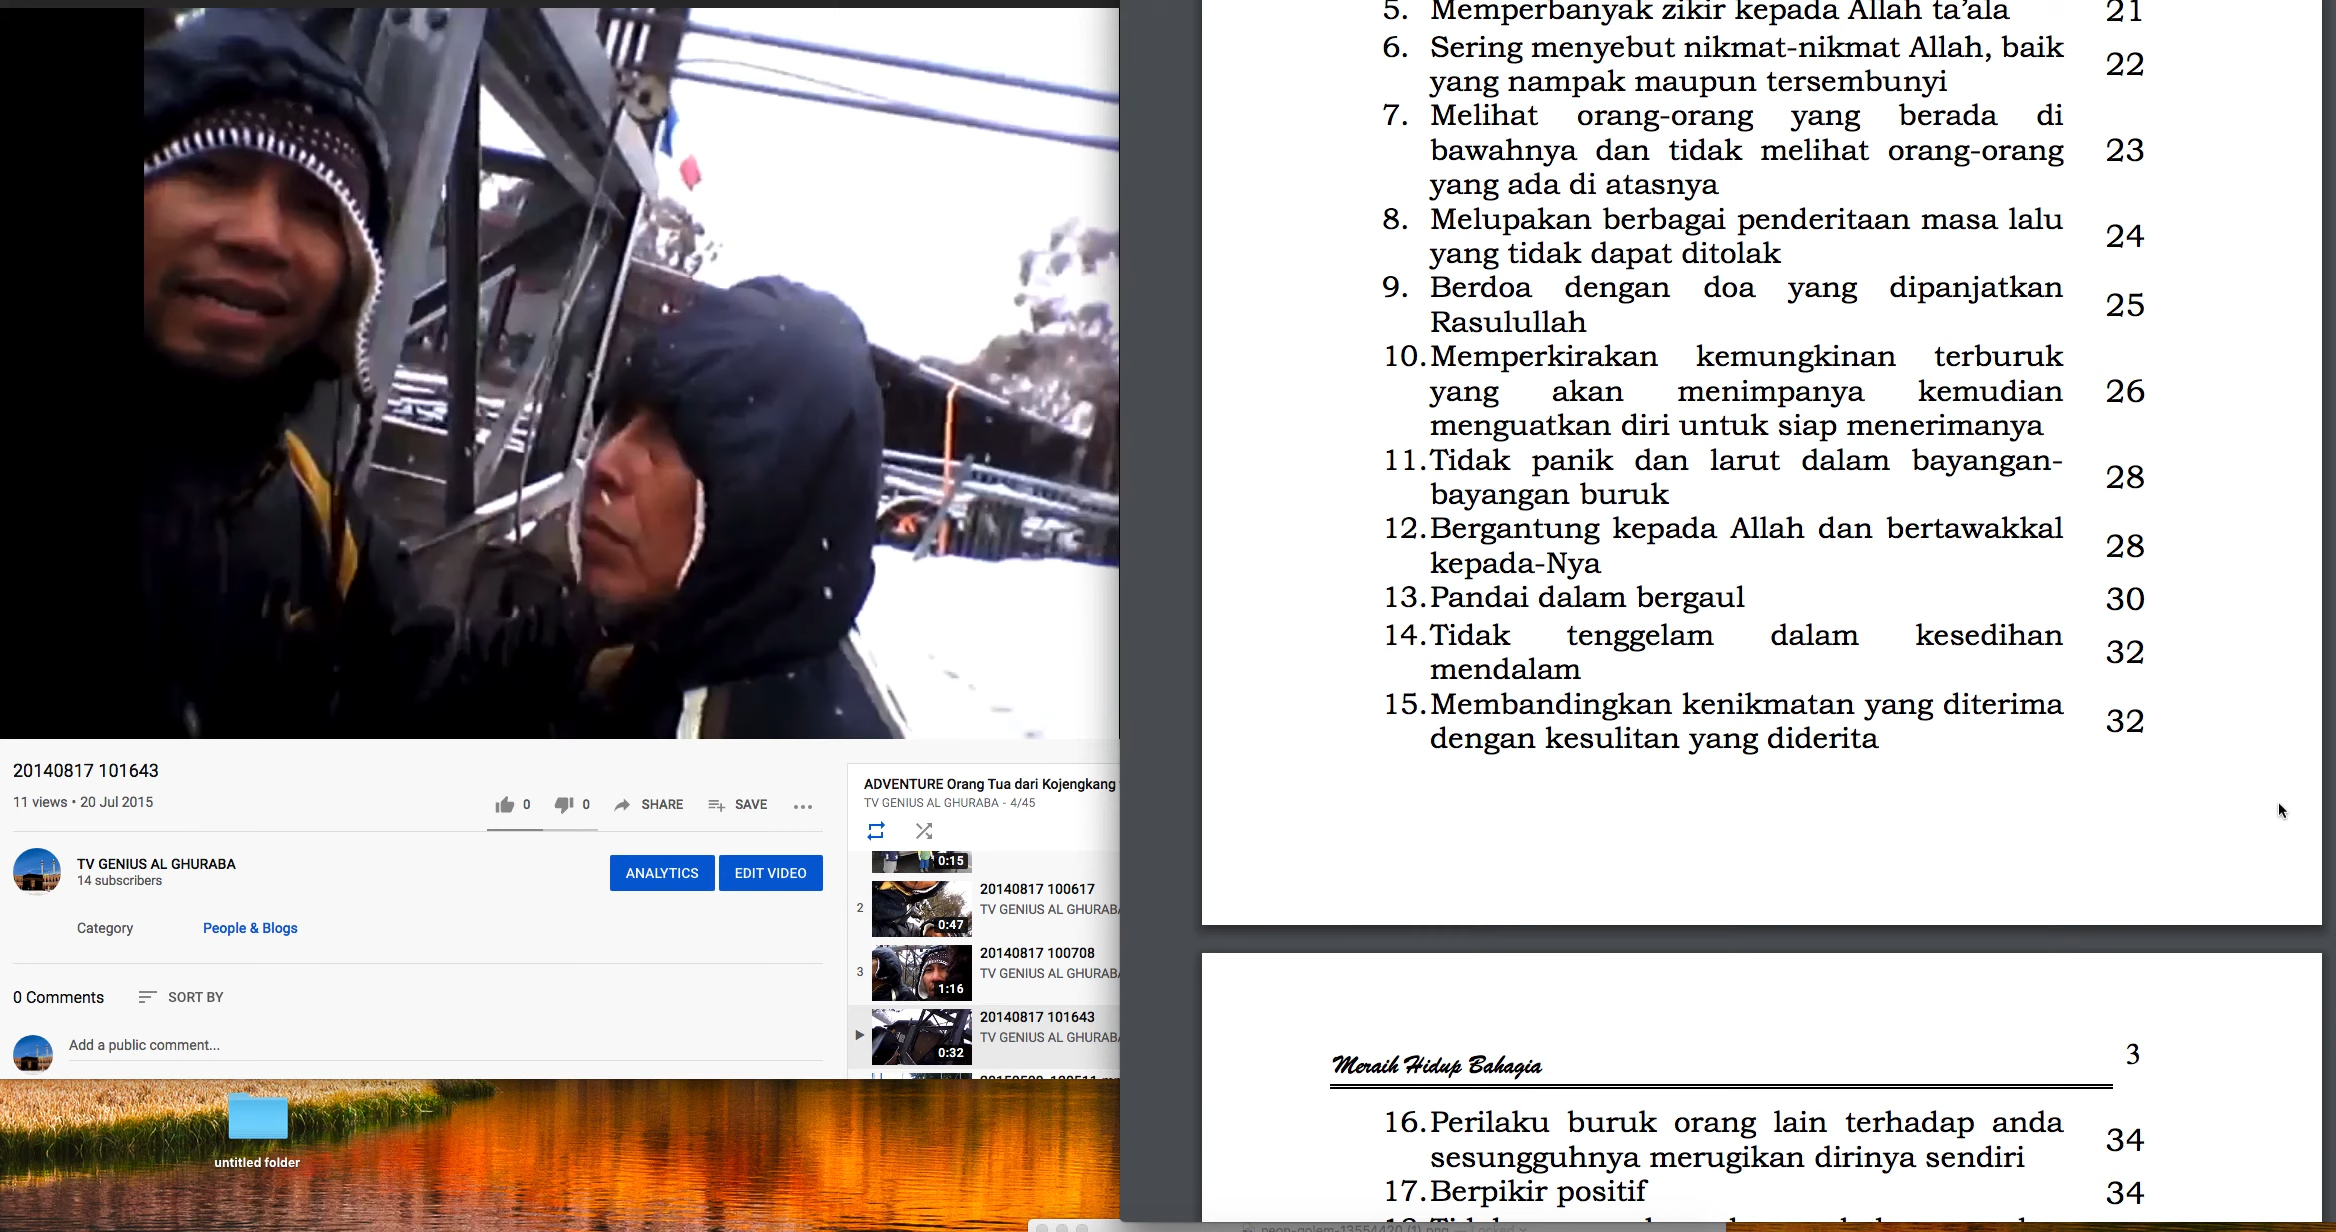 20140817 101643
11 views • 20 Jul 2015
0
0
SHARE
SAVE
TV GENIUS AL GHURABA
14 subscribers
ANALYTICS
EDIT VIDEO
Category
People & Blogs
0 Comments
SORT BY
Add a public comment...
ADVENTURE Orang Tua dari Kojengkang
TV GENIUS AL GHURABA - 4/45
0:15
2
0:47
20140817 100617
TV GENIUS AL GHURABA
3
1:16
20140817 100708
TV GENIUS AL GHURABA
0:32
20140817 101643
TV GENIUS AL GHURABA
untitled folder
5. Memperbanyak zikir kepada Allah ta’ala 21
6. Sering menyebut nikmat-nikmat Allah, baik
yang nampak maupun tersembunyi 22
7. Melihat orang-orang yang berada di
bawahnya dan tidak melihat orang-orang 23
yang ada di atasnya
8. Melupakan berbagai penderitaan masa lalu
yang tidak dapat ditolak 24
9. Berdoa dengan doa yang dipanjatkan
Rasulullah 25
10. Memperkirakan kemungkinan terburuk
yang akan menimpanya kemudian 26
menguatkan diri untuk siap menerimanya
11. Tidak panik dan larut dalam bayangan-
bayangan buruk 28
12. Bergantung kepada Allah dan bertawakkal
kepada-Nya 28
13. Pandai dalam bergaul 30
14. Tidak tenggelam dalam kesedihan
mendalam 32
15. Membandingkan kenikmatan yang diterima
dengan kesulitan yang diderita 32
Meraih Hidup Bahagia 3
16. Perilaku buruk orang lain terhadap anda
sesungguhnya merugikan dirinya sendiri 34
17. Berpikir positif 34